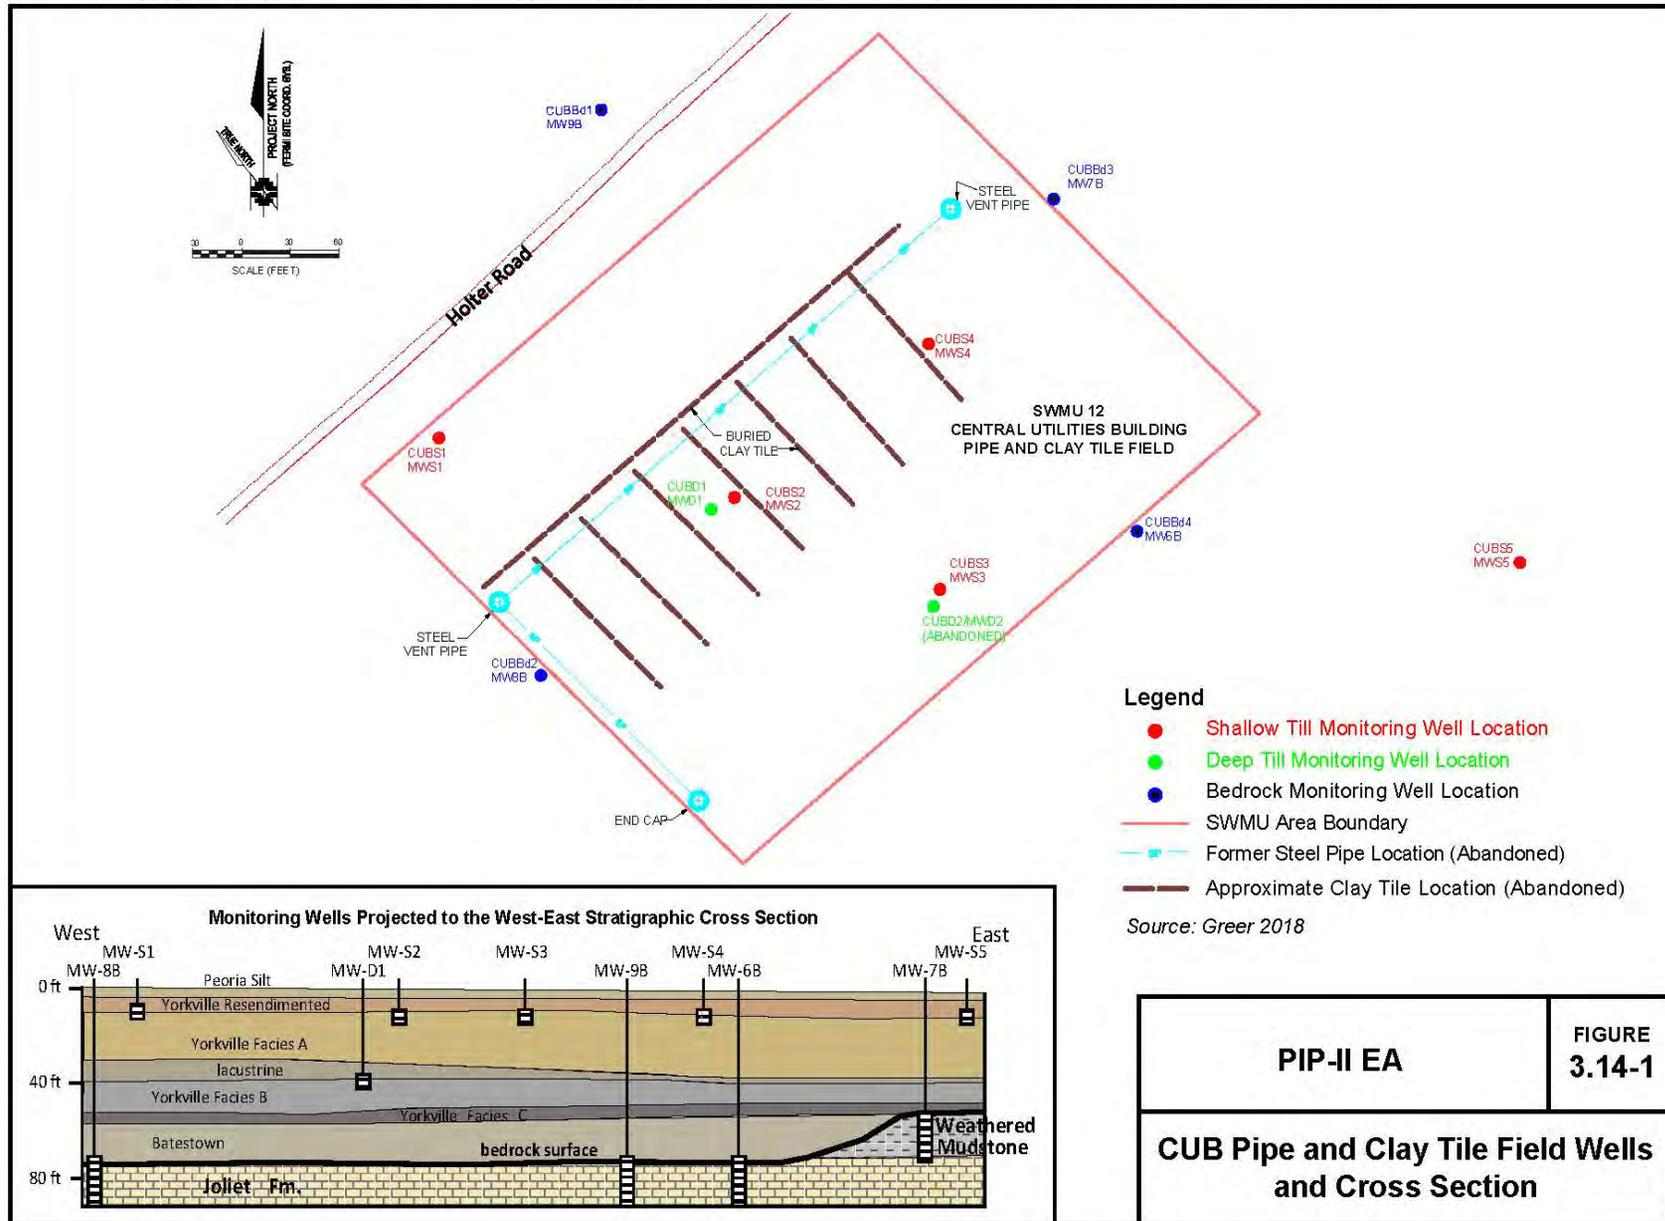 TRUE NORTH
PROJECT NORTH
(FERMI SITE COORD. SYS.)
30 0 30 60
SCALE (FEET)
Holter Road
CUBBd1
MW9B
CUBBd3
MW7B
STEEL
VENT PIPE
CUBS4
MWS4
SWMU 12
CENTRAL UTILITIES BUILDING
PIPE AND CLAY TILE FIELD
BURIED
CLAY TILE
CUBS1
MWS1
CUBD1
MWD1
CUBS2
MWS2
CUBBd4
MW6B
CUBS5
MWS5
CUBS3
MWS3
CUBD2/MWD2
(ABANDONED)
STEEL
VENT PIPE
CUBBd2
MW8B
END CAP
Legend
Shallow Till Monitoring Well Location
Deep Till Monitoring Well Location
Bedrock Monitoring Well Location
SWMU Area Boundary
Former Steel Pipe Location (Abandoned)
Approximate Clay Tile Location (Abandoned)
Source: Greer 2018
Monitoring Wells Projected to the West-East Stratigraphic Cross Section
West
East
MW-S1 MW-S2 MW-S3 MW-S4 MW-S5
MW-8B MW-D1 MW-9B MW-6B MW-7B
Peoria Silt
0 ft
Yorkville Resendimented
Yorkville Facies A
lacustrine
40 ft
Yorkville Facies B
Yorkville Facies C
Batestown
bedrock surface
Weathered
Mudstone
80 ft
Joliet Fm.
PIP-II EA
FIGURE
3.14-1
CUB Pipe and Clay Tile Field Wells
and Cross Section